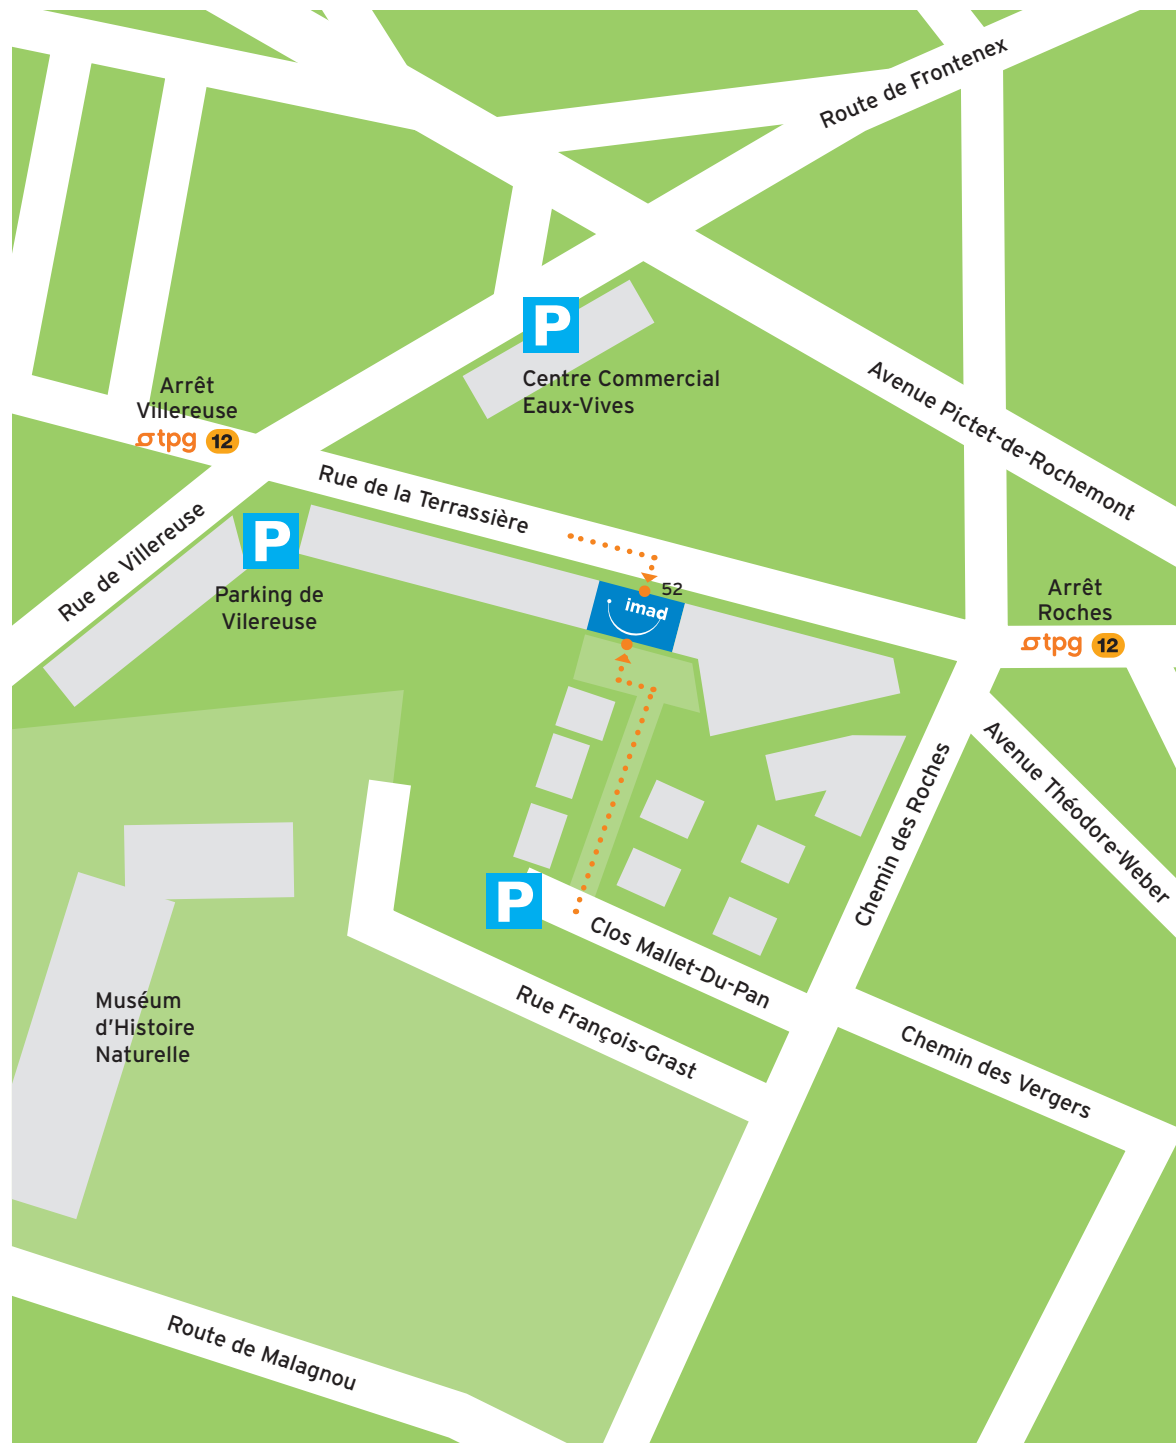 Route de Frontenex
P
Centre Commercial
Eaux-Vives
Avenue Pictet-de-Rochemont
Arrêt
Villereuse
tpg 12
Rue de la Terrassière
Rue de Villereuse
P
Parking de
Vilereuse
52
imad
Arrêt
Roches
tpg 12
Avenue Théodore-Weber
Chemin des Roches
P
Clos Mallet-Du-Pan
Rue François-Grast
Chemin des Vergers
Muséum
d'Histoire
Naturelle
Route de Malagnou